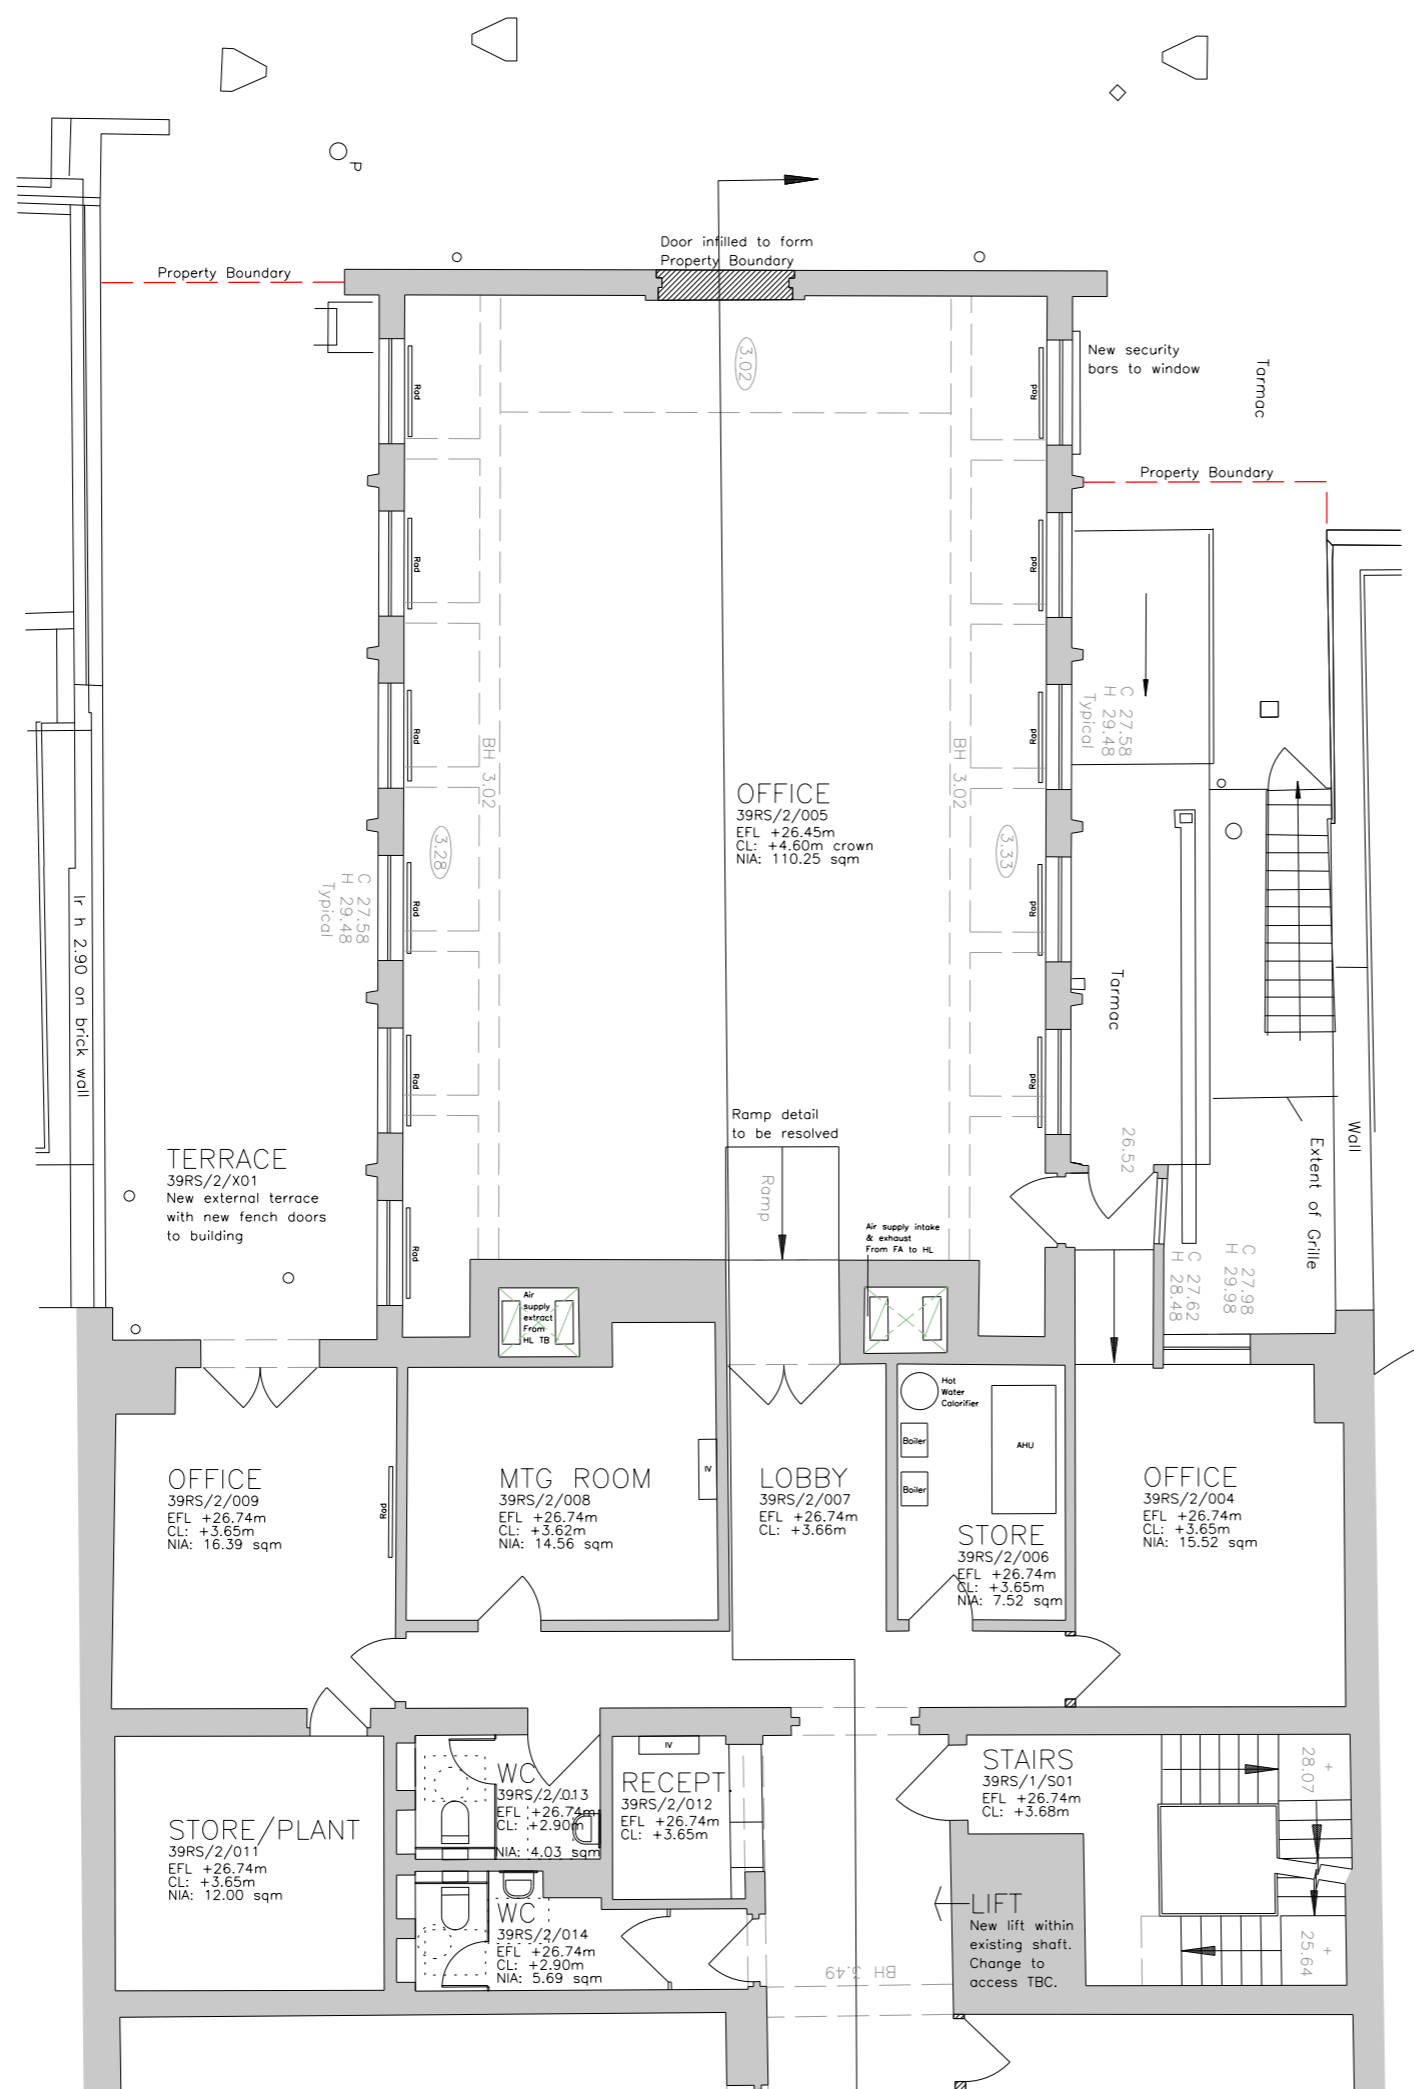 P
Door infilled to form
Property Boundary
Property Boundary
3.02
New security
bars to window
Tarmac
Rad
Rad
Property Boundary
Rad
Rad
C 27.58
H 29.48
Typical
Rad
Rad
BH 3.02
BH 3.02
OFFICE
39RS/2/005
EFL +26.45m
CL: +4.60m crown
NIA: 110.25 sqm
3.28
3.33
C 27.58
H 29.48
Typical
Rad
Rad
Ir h 2.90 on brick wall
Tarmac
Rad
Rad
Ramp detail
to be resolved
26.52
Wall
Extent of Grille
TERRACE
39RS/2/X01
New external terrace
with new fench doors
to building
Ramp
Rad
Air supply intake
& exhaust
From FA to HL
C 27.98
H 29.98
C 27.62
H 28.48
Air
supply
extract
From
HL TB
Hot
Water
Calorifier
Boiler
AHU
Boiler
OFFICE
39RS/2/009
EFL +26.74m
CL: +3.65m
NIA: 16.39 sqm
Rad
MTG ROOM
39RS/2/008
EFL +26.74m
CL: +3.62m
NIA: 14.56 sqm
IV
LOBBY
39RS/2/007
EFL +26.74m
CL: +3.66m
STORE
39RS/2/006
EFL +26.74m
CL: +3.65m
NIA: 7.52 sqm
OFFICE
39RS/2/004
EFL +26.74m
CL: +3.65m
NIA: 15.52 sqm
STORE/PLANT
39RS/2/011
EFL +26.74m
CL: +3.65m
NIA: 12.00 sqm
WC
39RS/2/013
EFL +26.74m
CL: +2.90m
NIA: 4.03 sqm
IV
RECEPT.
39RS/2/012
EFL +26.74m
CL: +3.65m
STAIRS
39RS/1/S01
EFL +26.74m
CL: +3.68m
+
28.07
WC
39RS/2/014
EFL +26.74m
CL: +2.90m
NIA: 5.69 sqm
LIFT
New lift within
existing shaft.
Change to
access TBC.
+
25.64
BH 3.49